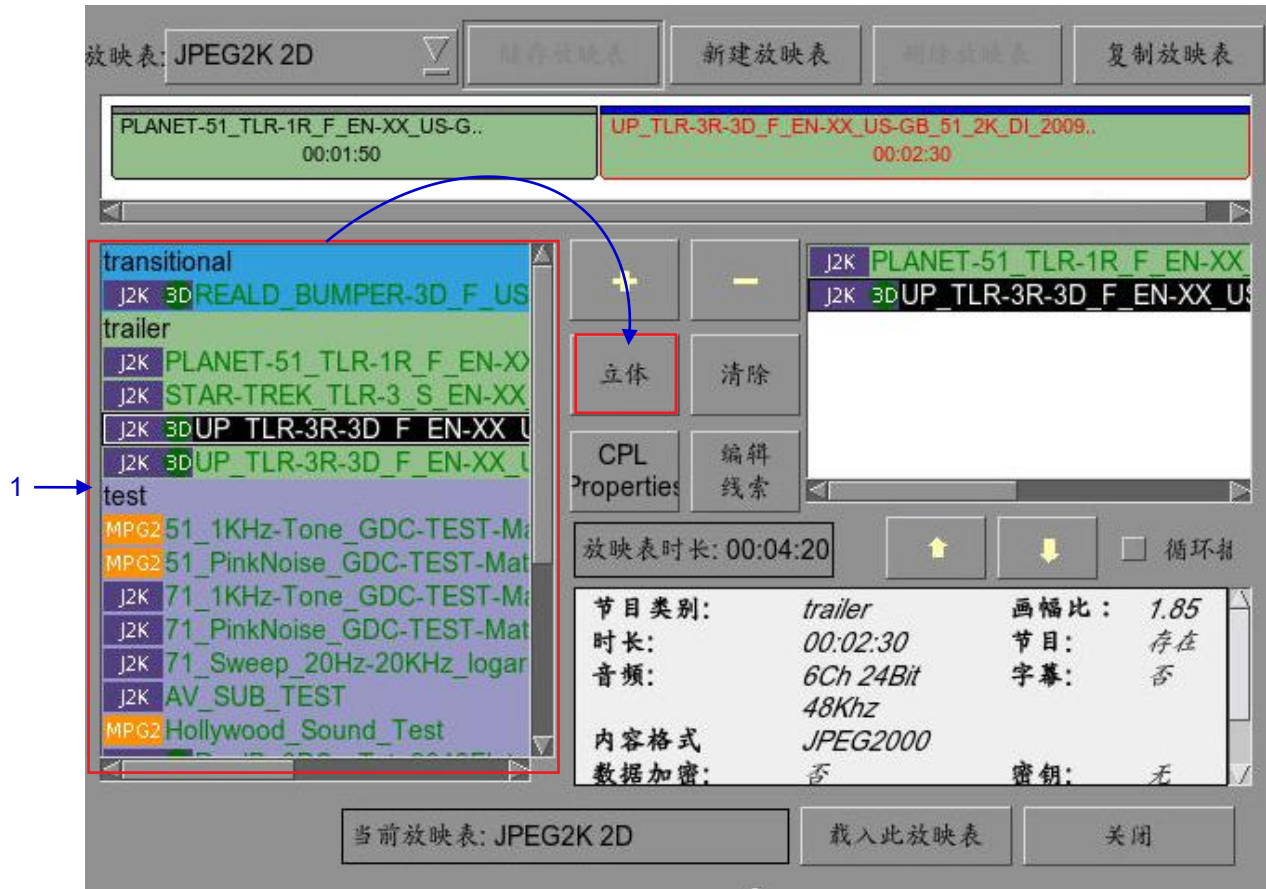 放映表: JPEG2K 2D
储存放映表
新建放映表
删除放映表
复制放映表
PLANET-51_TLR-1R_F_EN-XX_US-G..
00:01:50
UP_TLR-3R-3D_F_EN-XX_US-GB_51_2K_DI_2009..
00:02:30
1
transitional
J2K 3D REALD_BUMPER-3D_F_US
trailer
J2K PLANET-51_TLR-1R_F_EN-XX
J2K STAR-TREK_TLR-3_S_EN-XX_
J2K 3D UP_TLR-3R-3D_F_EN-XX_U
J2K 3D UP_TLR-3R-3D_F_EN-XX_U
test
MPG2 51_1KHz-Tone_GDC-TEST-Ma
MPG2 51_PinkNoise_GDC-TEST-Mat
J2K 71_1KHz-Tone_GDC-TEST-Ma
J2K 71_PinkNoise_GDC-TEST-Mat
J2K 71_Sweep_20Hz-20KHz_logar
J2K AV_SUB_TEST
MPG2 Hollywood_Sound_Test
+
−
立体
清除
CPL
Properties
编辑
线索
J2K PLANET-51_TLR-1R_F_EN-XX_
J2K 3D UP_TLR-3R-3D_F_EN-XX_US
放映表时长: 00:04:20
循环
节目类别: trailer 画幅比: 1.85
时长: 00:02:30 节目: 存在
音频: 6Ch 24Bit 字幕: 否
48Khz
内容格式 JPEG2000
数据加密: 否 密钥: 无
当前放映表: JPEG2K 2D
载入此放映表
关闭